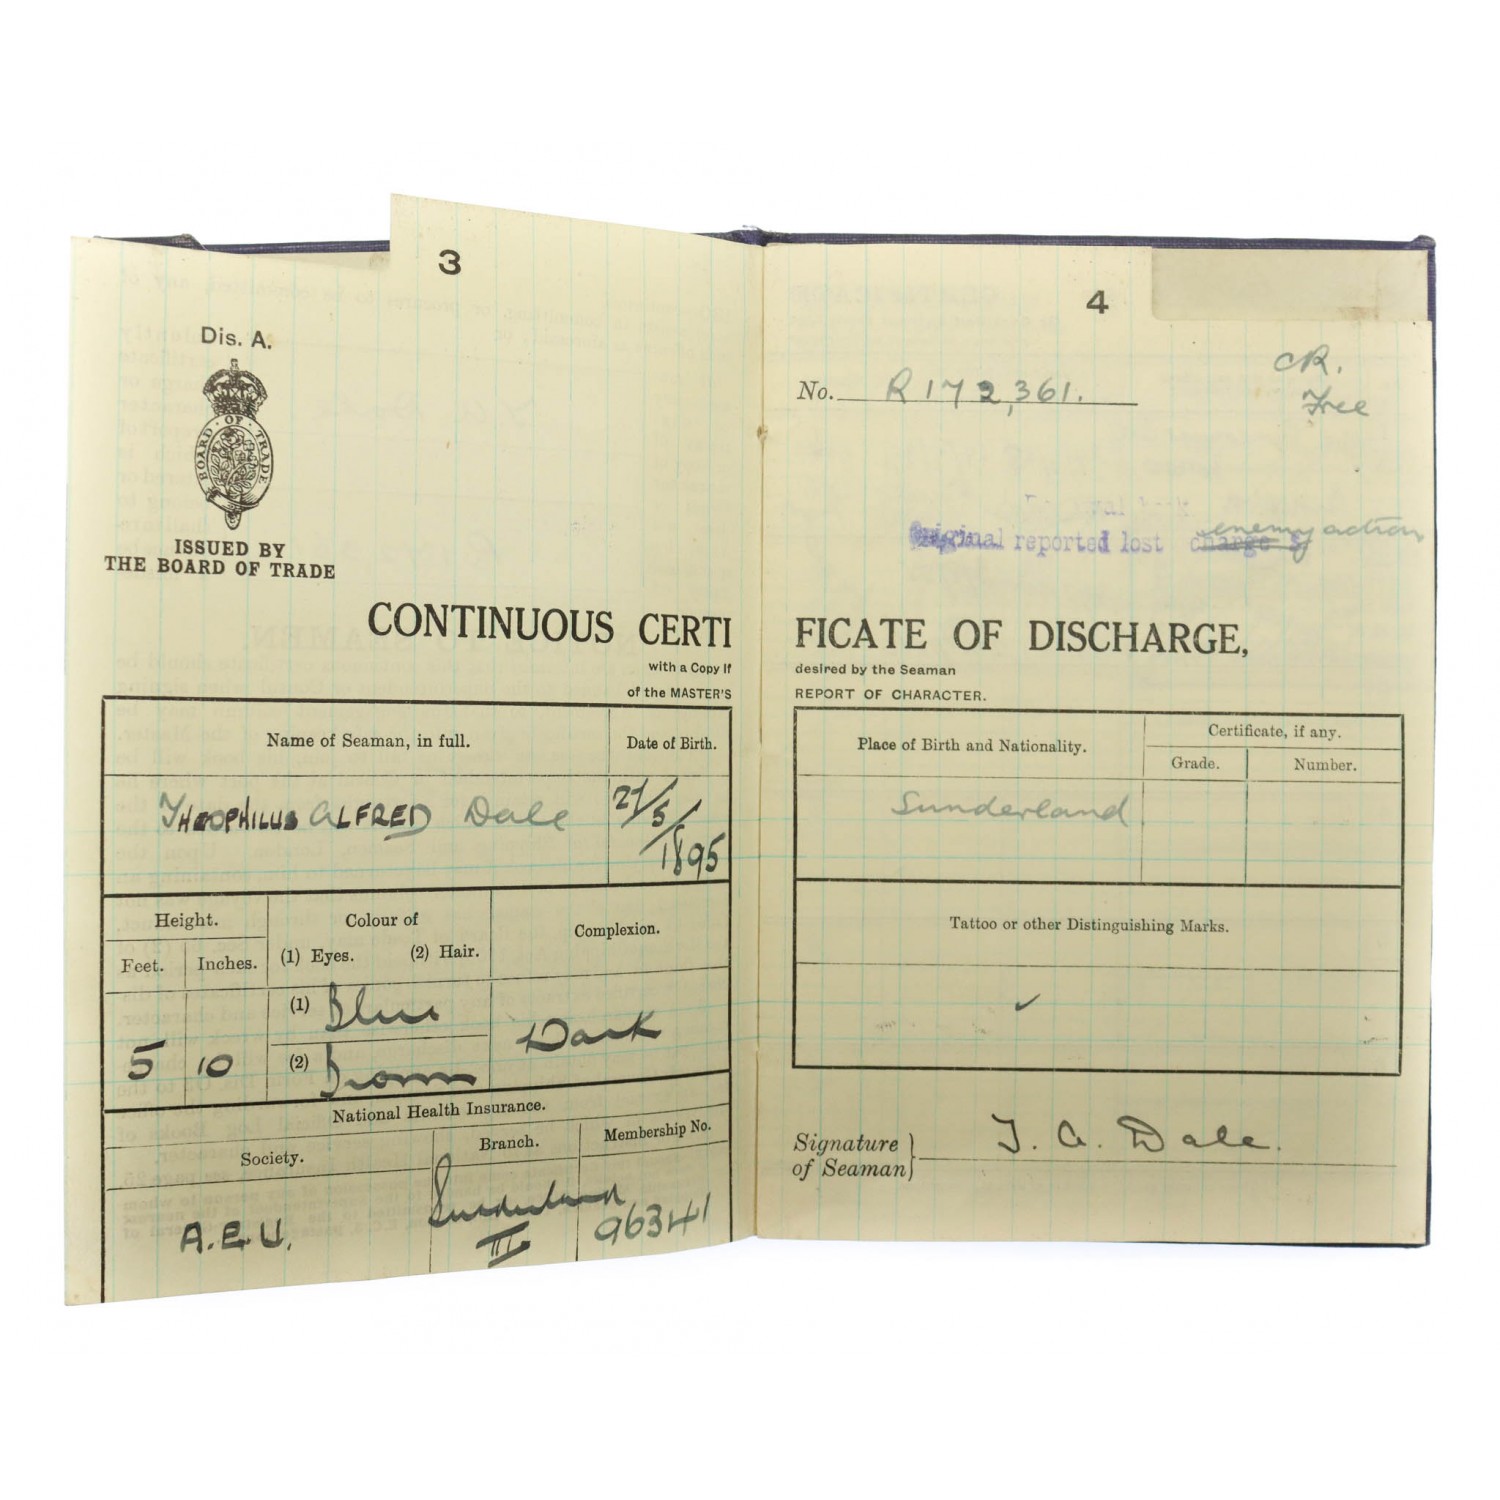 3
Dis. A.
BOARD · OF · TRADE
ISSUED BY
THE BOARD OF TRADE
CONTINUOUS CERTI
with a Copy if
of the MASTER'S
Name of Seaman, in full.
Date of Birth.
THEOPHILUS ALFRED Dale
27/5/1895
Height.
Feet.
Inches.
Colour of
(1) Eyes. (2) Hair.
Complexion.
5
10
(1) Blue
(2) Brown
Dark
National Health Insurance.
Society.
Branch.
Membership No.
A.E.U.
Sunderland
III
96341
4
CR.
Free
No. R172,361.
Original reported lost charge $ enemy action
FICATE OF DISCHARGE,
desired by the Seaman
REPORT OF CHARACTER.
Place of Birth and Nationality.
Certificate, if any.
Grade.
Number.
Sunderland
Tattoo or other Distinguishing Marks.
Signature
of Seaman
T. A. Dale.